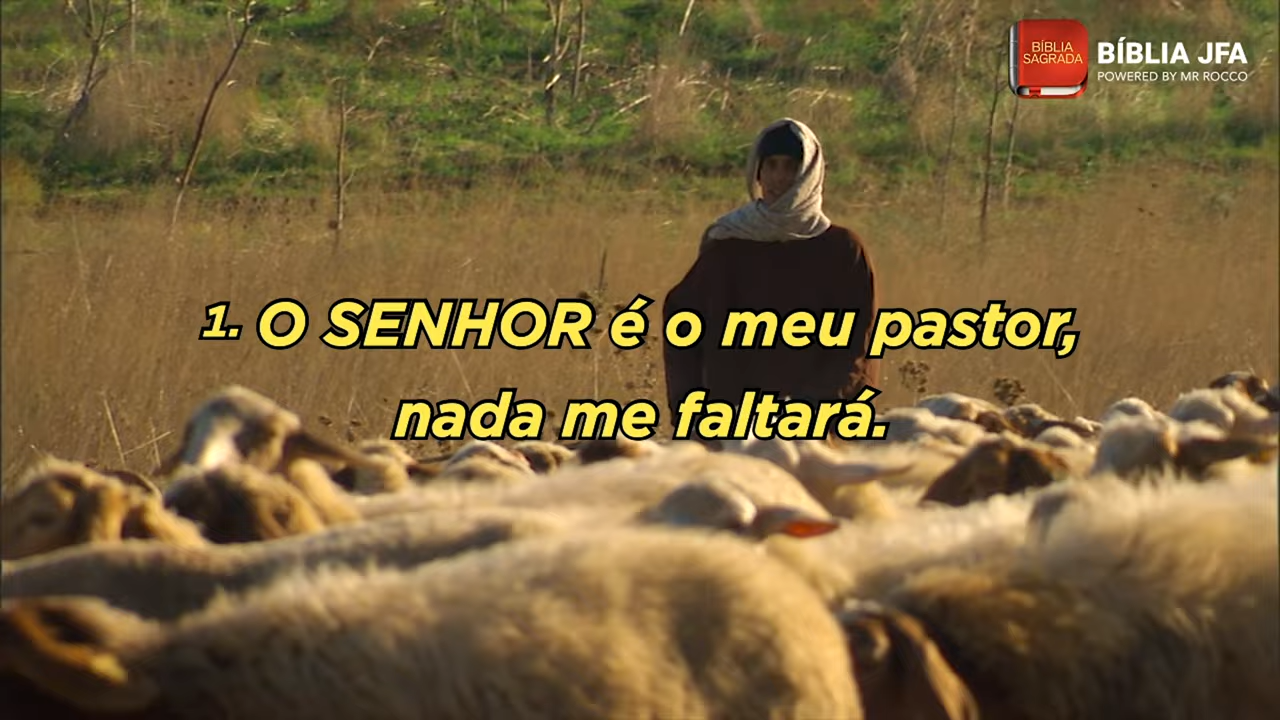 BÍBLIA
SAGRADA
BÍBLIA JFA
POWERED BY MR ROCCO
1. O SENHOR é o meu pastor,
nada me faltará.